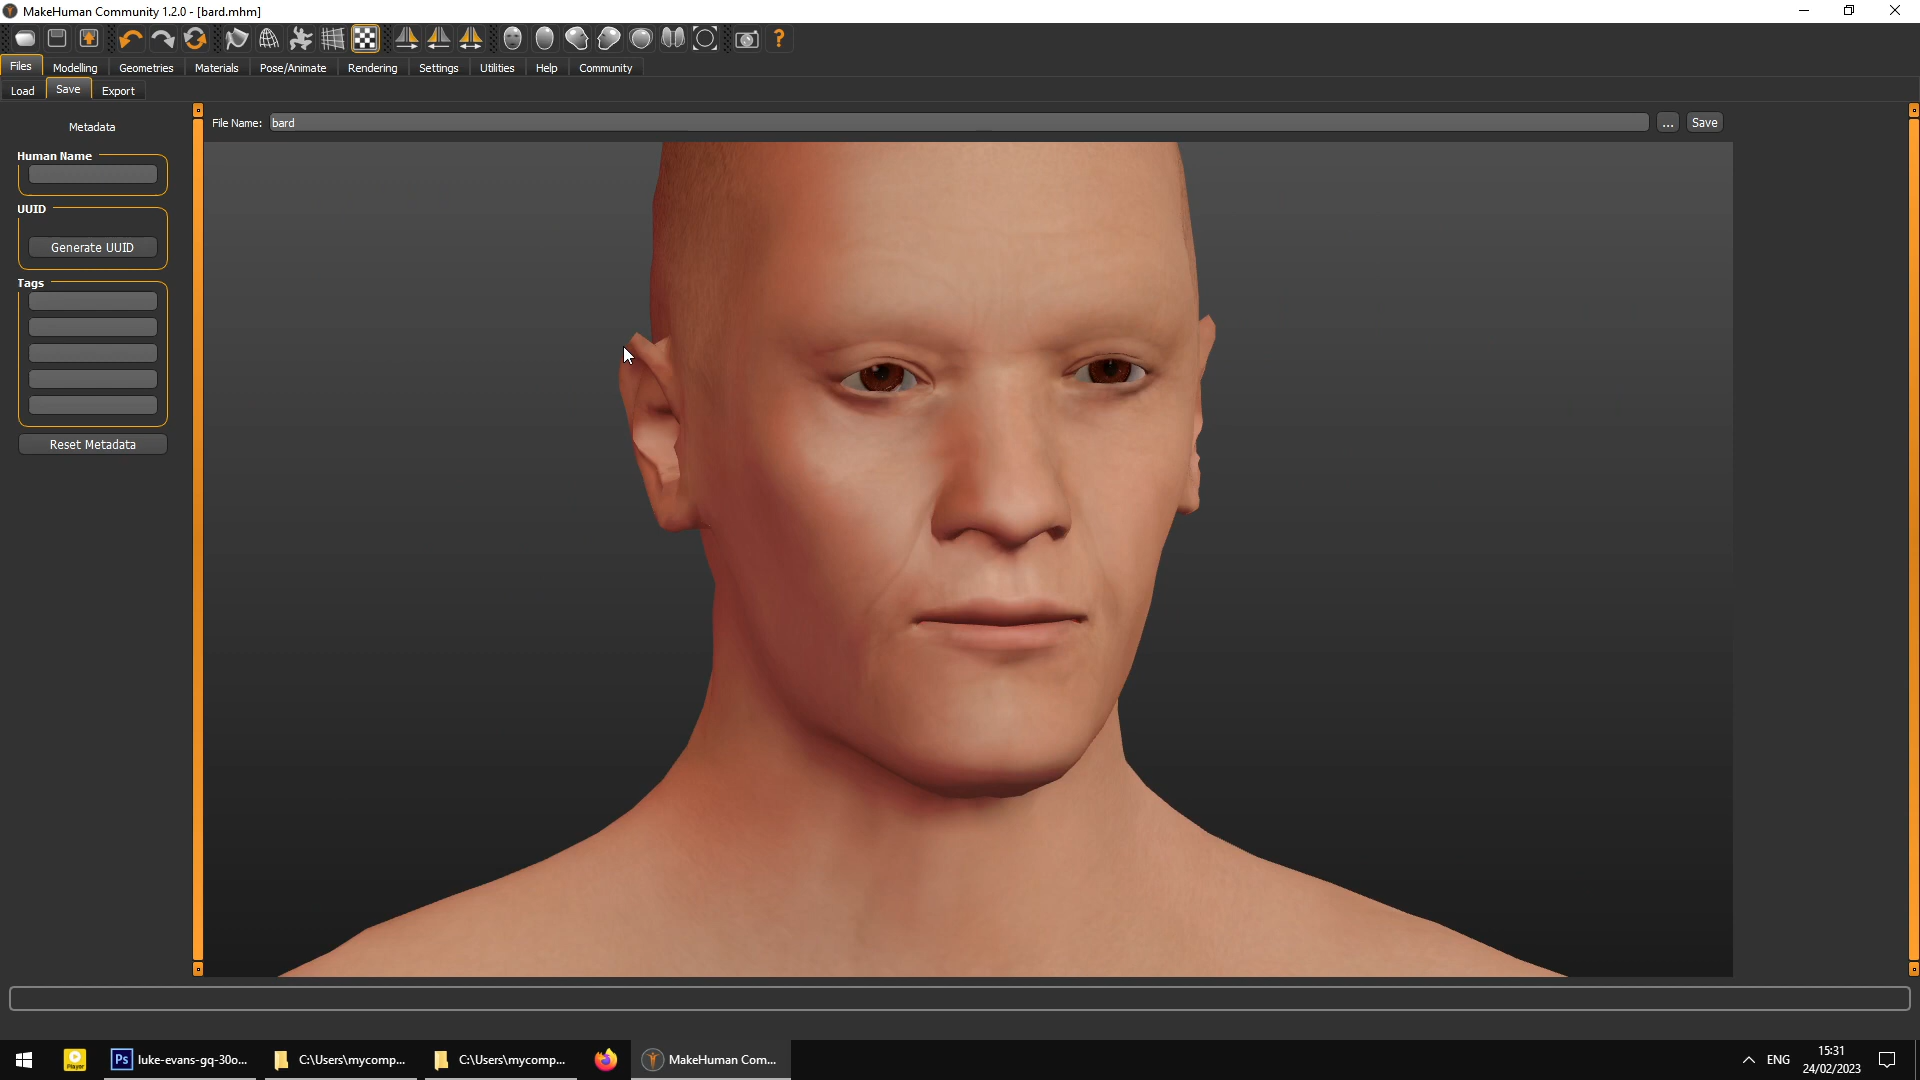 MakeHuman Community 1.2.0 - [bard.mhm]
Files Modelling Geometries Materials Pose/Animate Rendering Settings Utilities Help Community
Load Save Export
Metadata
File Name: bard ... Save
Human Name
UUID
Generate UUID
Tags
Reset Metadata
Player
Ps luke-evans-gq-30o...
C:\Users\mycomp...
C:\Users\mycomp...
MakeHuman Com...
ENG
15:31
24/02/2023